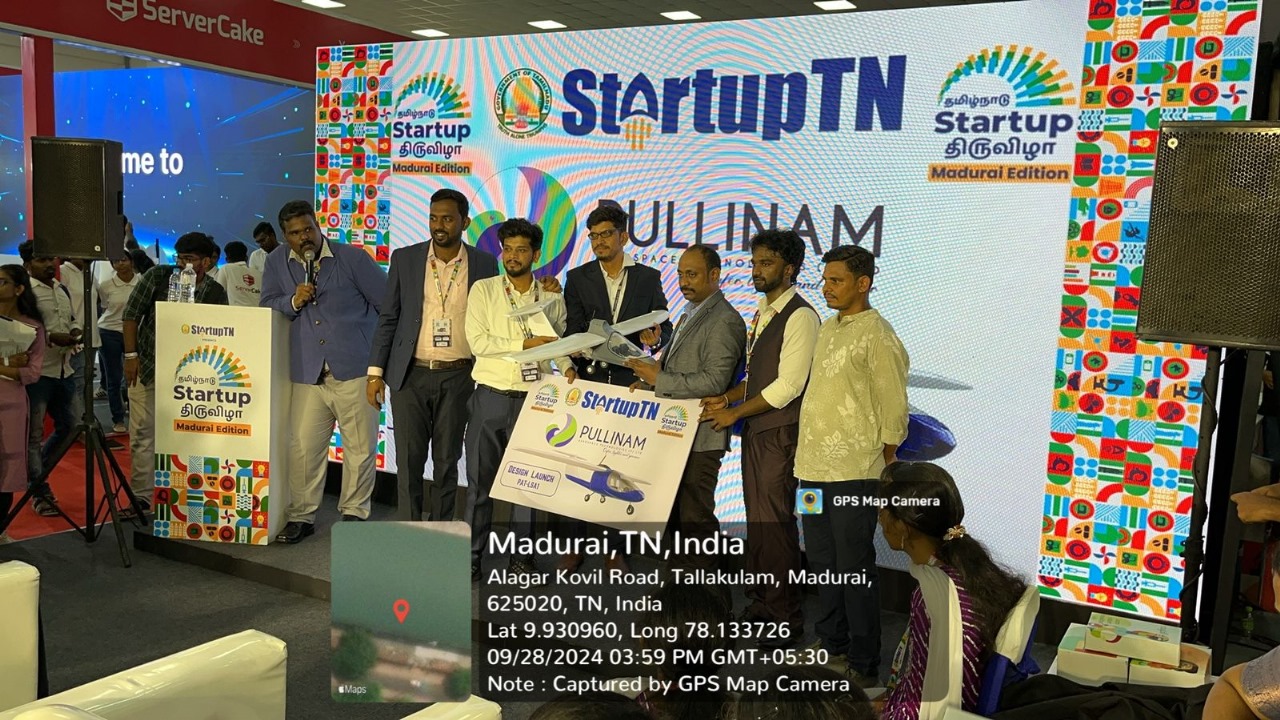 ServerCake
me to
தமிழ்நாடு
Startup
திருவிழா
Madurai Edition
StartupTN
தமிழ்நாடு
Startup
திருவிழா
Madurai Edition
PULLINAM
StartupTN
தமிழ்நாடு
Startup
திருவிழா
Madurai Edition
StartupTN
Startup
PULLINAM
DESIGN LAUNCH
GPS Map Camera
Madurai,TN,India
Alagar Kovil Road, Tallakulam, Madurai,
625020, TN, India
Lat 9.930960, Long 78.133726
09/28/2024 03:59 PM GMT+05:30
Note : Captured by GPS Map Camera
Maps